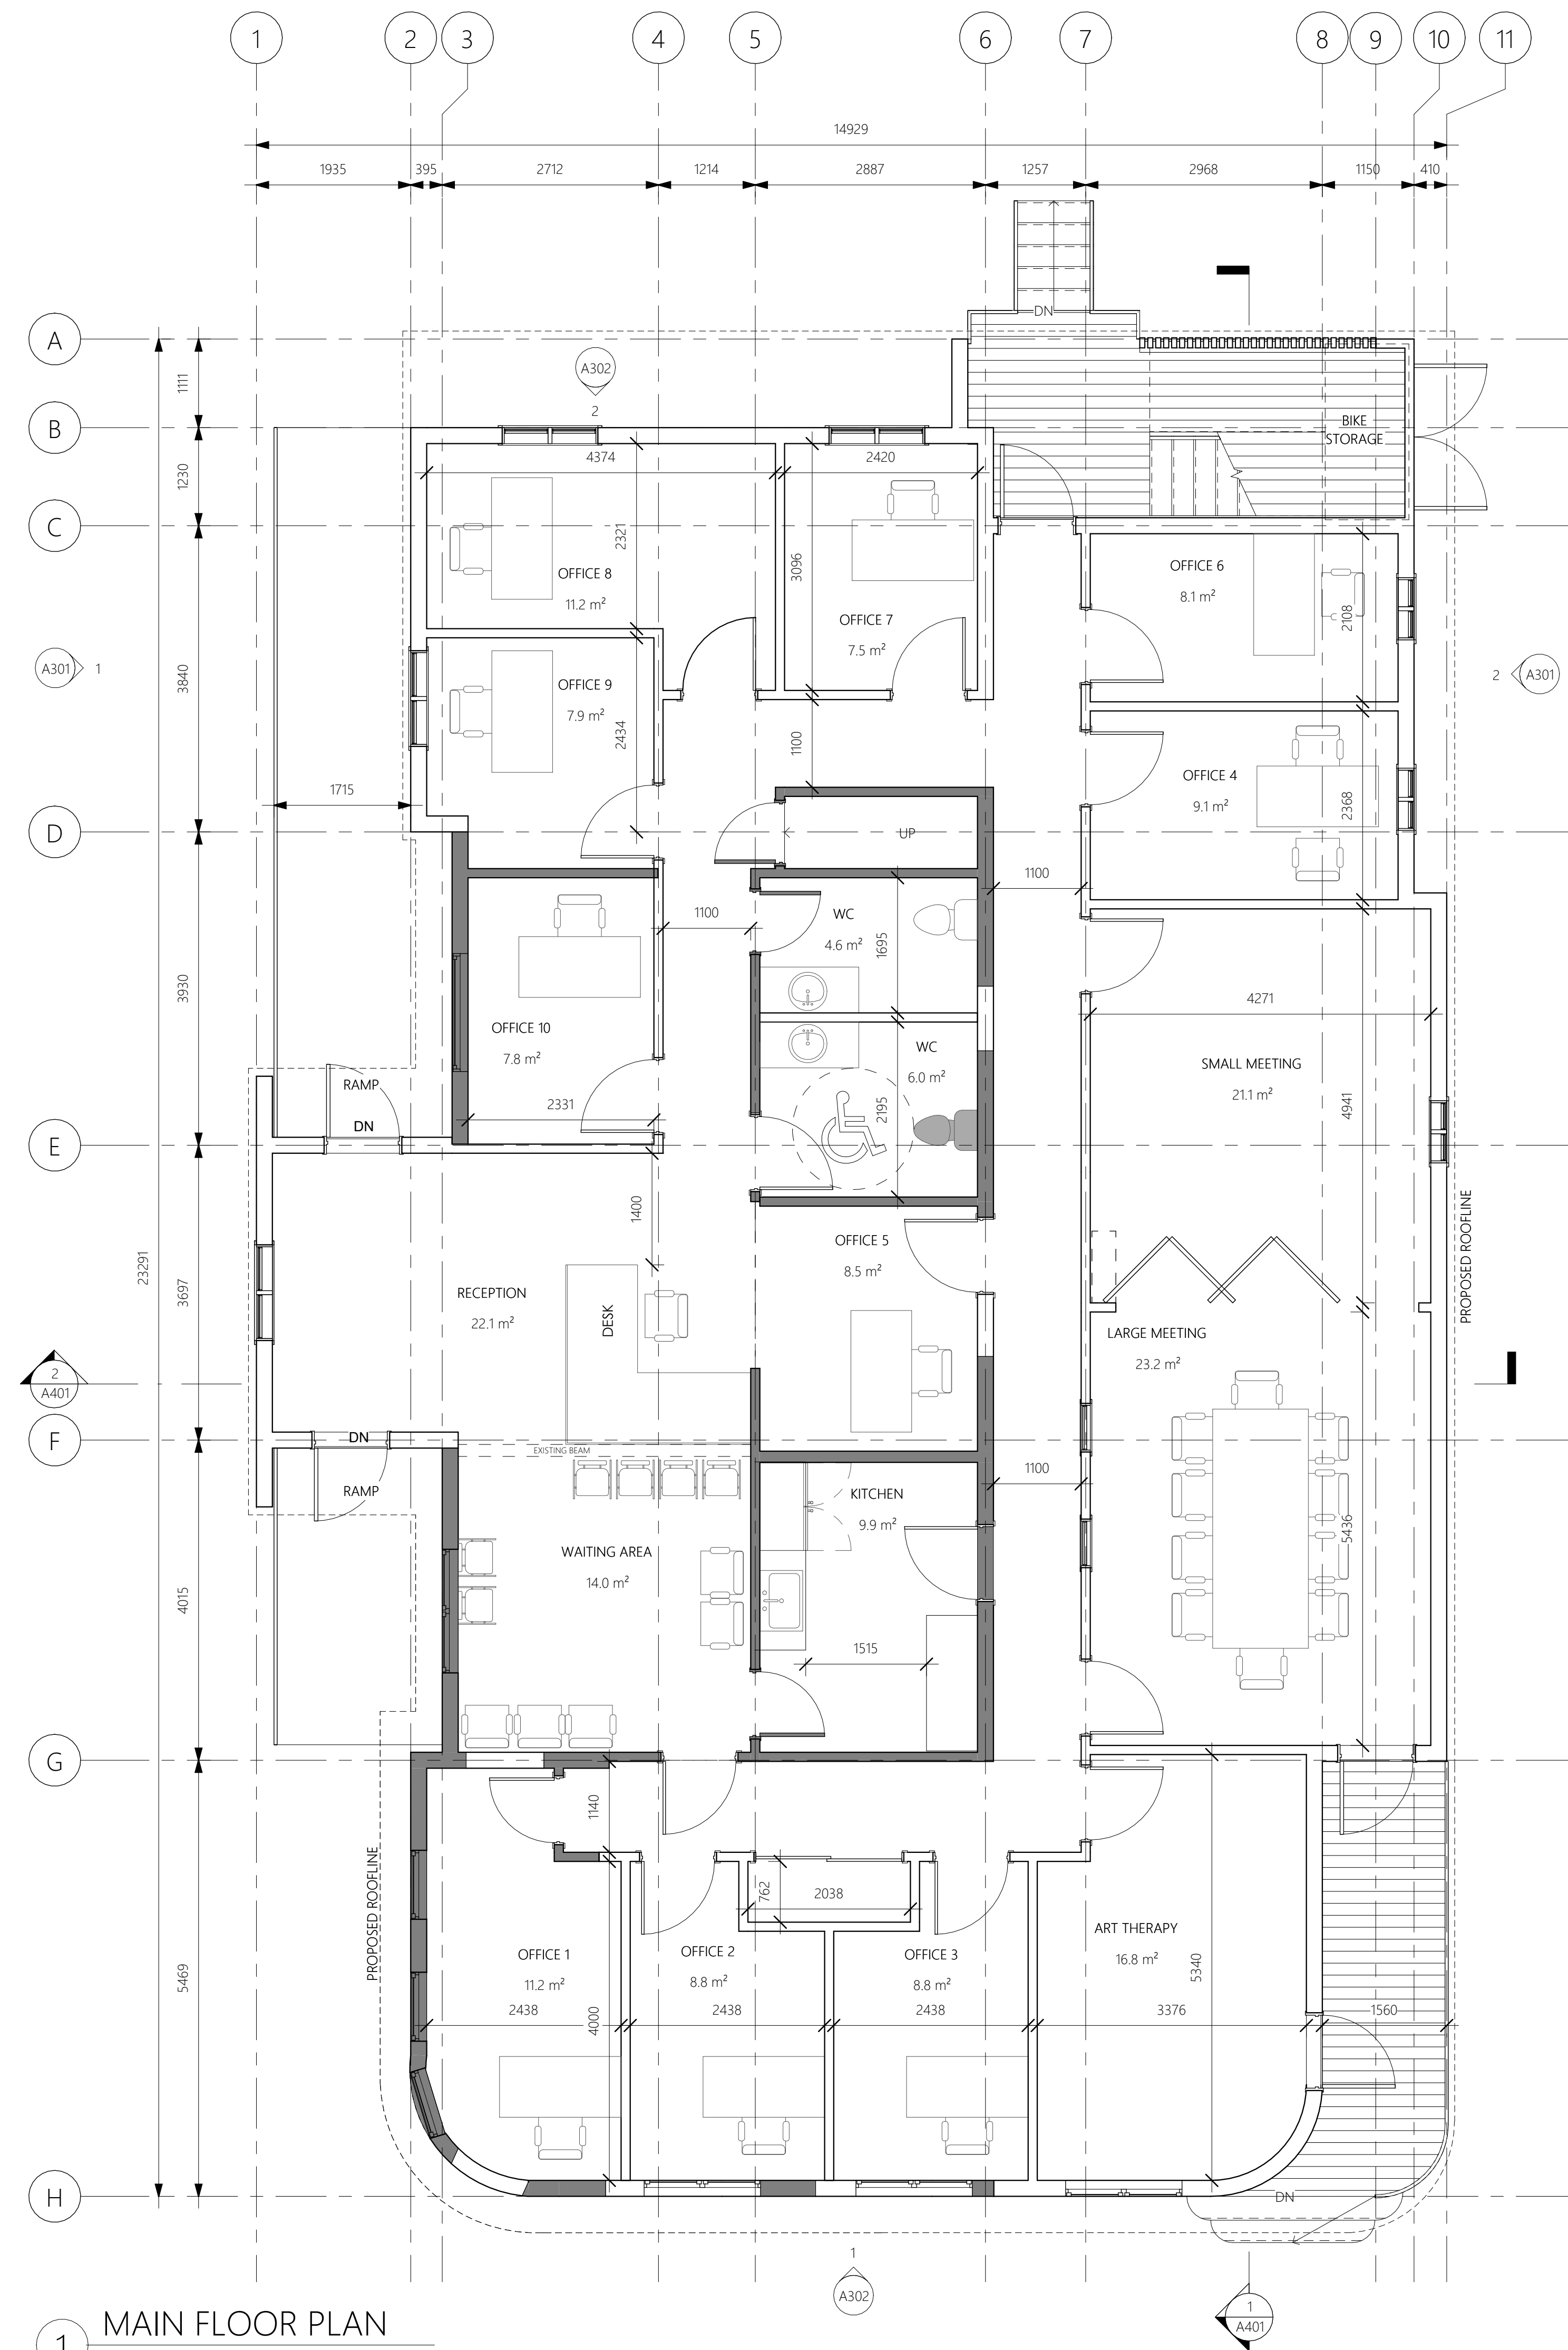 1 2 3 4 5 6 7 8 9 10 11
14929
1935 395 2712 1214 2887 1257 2968 1150 410
A
DN
1111
A302
2
B
BIKE
STORAGE
4374 2420
1230
C
2321
3096
OFFICE 8
11.2 m²
OFFICE 7
7.5 m²
OFFICE 6
8.1 m²
2108
A301 1
3840
2 A301
OFFICE 9
7.9 m²
2434
1100
OFFICE 4
9.1 m²
2368
1715
D
UP
1100
1100
WC
4.6 m²
1695
3930
OFFICE 10
7.8 m²
4271
WC
6.0 m²
2195
SMALL MEETING
21.1 m²
4941
RAMP
DN
2331
E
1400
23291
3697
RECEPTION
22.1 m²
DESK
OFFICE 5
8.5 m²
PROPOSED ROOFLINE
LARGE MEETING
23.2 m²
2
A401
F
DN
EXISTING BEAM
1100
RAMP
KITCHEN
9.9 m²
5436
WAITING AREA
14.0 m²
4015
1515
G
1140
762
2038
PROPOSED ROOFLINE
OFFICE 1
11.2 m²
OFFICE 2
8.8 m²
OFFICE 3
8.8 m²
ART THERAPY
16.8 m²
5340
5469
2438 4000 2438 2438 3376 1560
H
DN
1
A302
1
A401
1
MAIN FLOOR PLAN